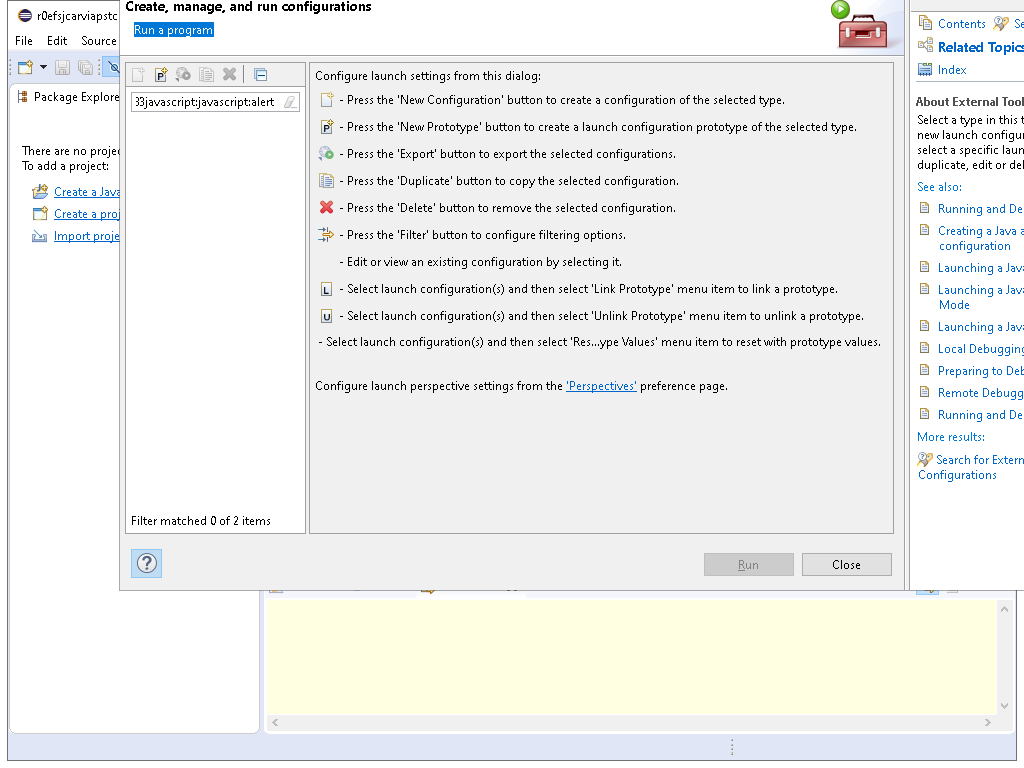 r0efsjcarviapstc
File Edit Source
Package Explore
There are no projec
To add a project:
Create a Java
Create a proj
Import proje
Create, manage, and run configurations
Run a program
33javascript:javascript:alert
Filter matched 0 of 2 items
Configure launch settings from this dialog:
- Press the 'New Configuration' button to create a configuration of the selected type.
- Press the 'New Prototype' button to create a launch configuration prototype of the selected type.
- Press the 'Export' button to export the selected configurations.
- Press the 'Duplicate' button to copy the selected configuration.
- Press the 'Delete' button to remove the selected configuration.
- Press the 'Filter' button to configure filtering options.
- Edit or view an existing configuration by selecting it.
- Select launch configuration(s) and then select 'Link Prototype' menu item to link a prototype.
- Select launch configuration(s) and then select 'Unlink Prototype' menu item to unlink a prototype.
- Select launch configuration(s) and then select 'Res...ype Values' menu item to reset with prototype values.
Configure launch perspective settings from the 'Perspectives' preference page.
Run Close
Contents Se
Related Topics
Index
About External Tool
Select a type in this t
new launch configu
select a specific laun
duplicate, edit or del
See also:
Running and De
Creating a Java a
configuration
Launching a Java
Launching a Java
Mode
Launching a Java
Local Debugging
Preparing to Deb
Remote Debugg
Running and De
More results:
Search for Extern
Configurations